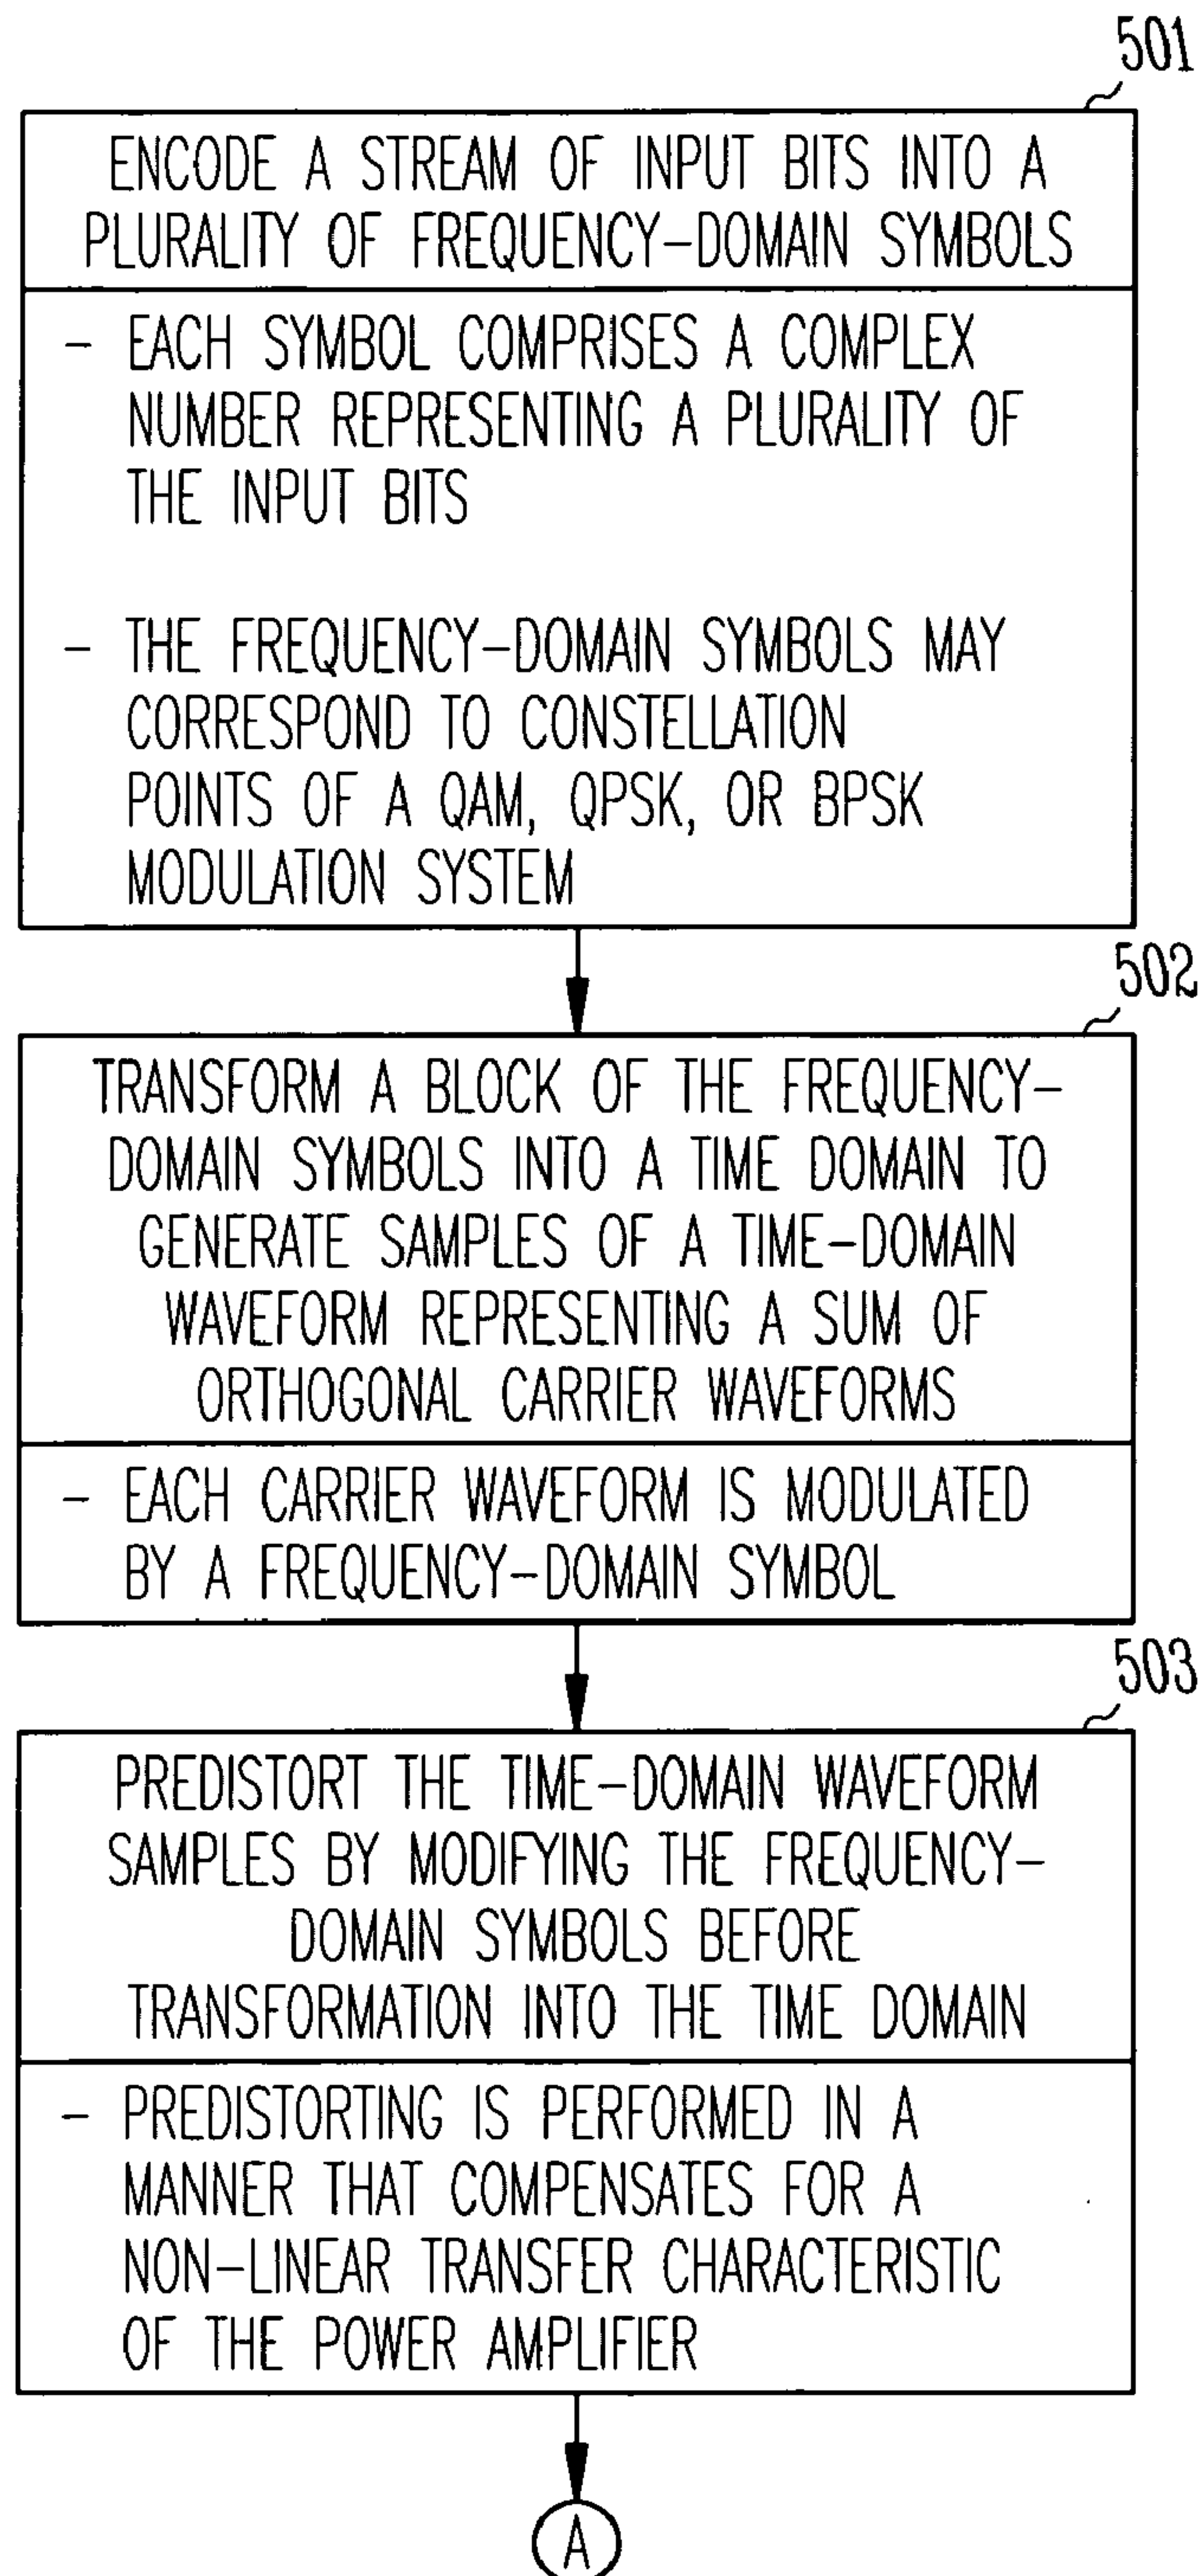 501
ENCODE A STREAM OF INPUT BITS INTO A
PLURALITY OF FREQUENCY-DOMAIN SYMBOLS
- EACH SYMBOL COMPRISES A COMPLEX
NUMBER REPRESENTING A PLURALITY OF
THE INPUT BITS
- THE FREQUENCY-DOMAIN SYMBOLS MAY
CORRESPOND TO CONSTELLATION
POINTS OF A QAM, QPSK, OR BPSK
MODULATION SYSTEM
502
TRANSFORM A BLOCK OF THE FREQUENCY-
DOMAIN SYMBOLS INTO A TIME DOMAIN TO
GENERATE SAMPLES OF A TIME-DOMAIN
WAVEFORM REPRESENTING A SUM OF
ORTHOGONAL CARRIER WAVEFORMS
- EACH CARRIER WAVEFORM IS MODULATED
BY A FREQUENCY-DOMAIN SYMBOL
503
PREDISTORT THE TIME-DOMAIN WAVEFORM
SAMPLES BY MODIFYING THE FREQUENCY-
DOMAIN SYMBOLS BEFORE
TRANSFORMATION INTO THE TIME DOMAIN
- PREDISTORTING IS PERFORMED IN A
MANNER THAT COMPENSATES FOR A
NON-LINEAR TRANSFER CHARACTERISTIC
OF THE POWER AMPLIFIER
A